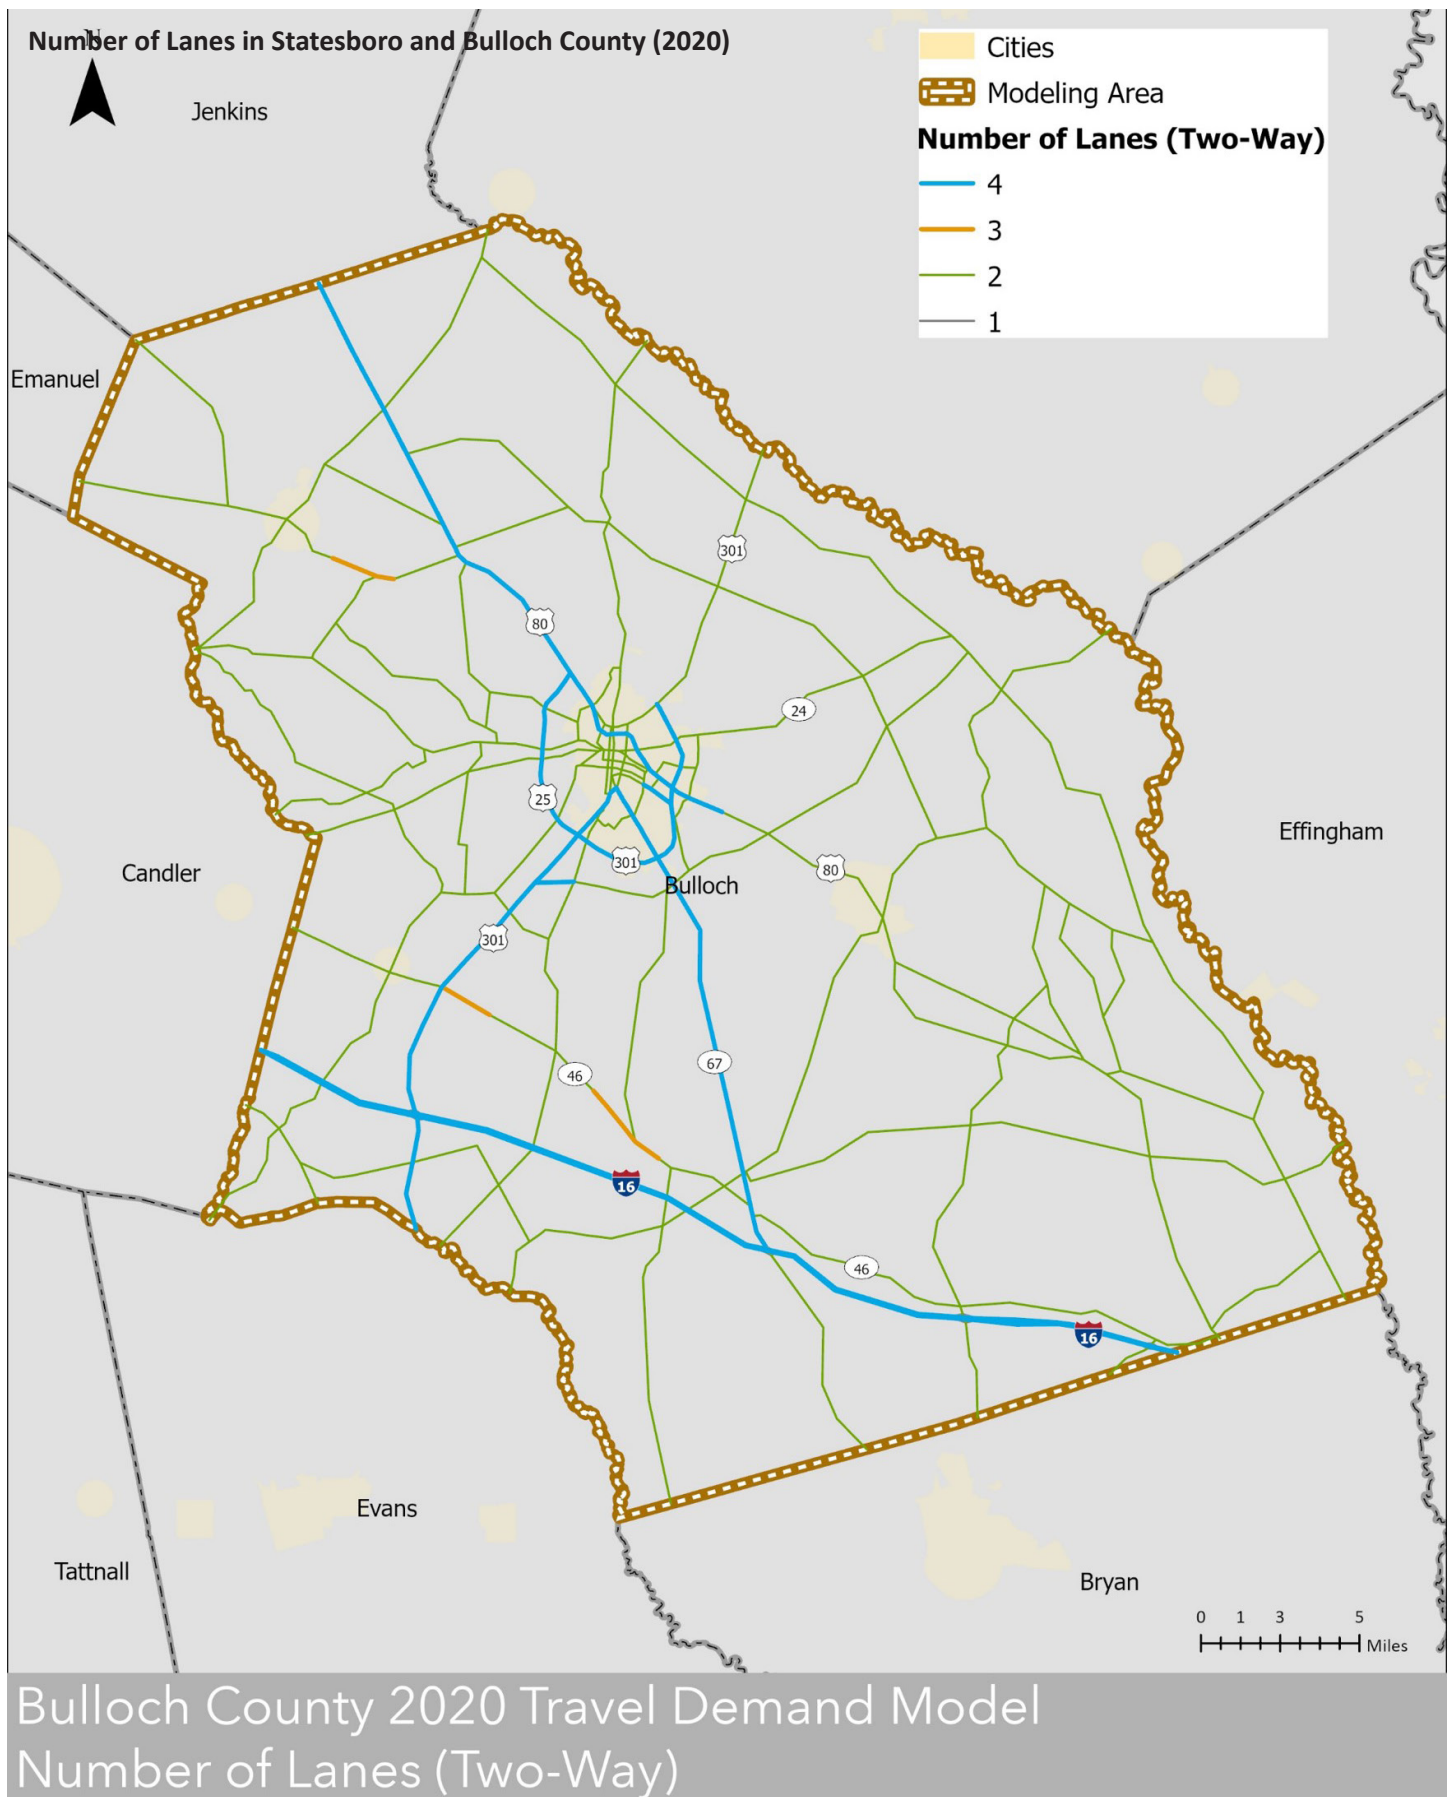 N
Number of Lanes in Statesboro and Bulloch County (2020)
Cities
Modeling Area
Number of Lanes (Two-Way)
4
3
2
1
Jenkins
Emanuel
301
80
24
25
Effingham
301
80
Candler
Bulloch
301
67
46
16
46
16
Evans
Tattnall
Bryan
0 1 3 5
Miles
Bulloch County 2020 Travel Demand Model
Number of Lanes (Two-Way)